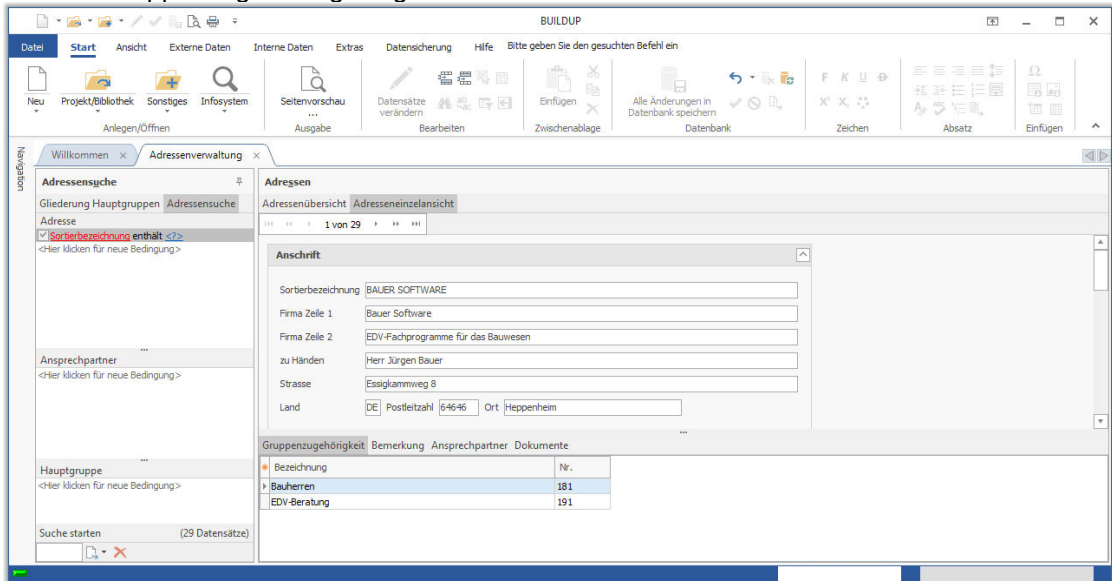 BUILDUP
Datei Start Ansicht Externe Daten Interne Daten Extras Datensicherung Hilfe Bitte geben Sie den gesuchten Befehl ein
Neu Projekt/Bibliothek Sonstiges Infosystem Seitenvorschau ... Datensätze verändern Einfügen Alle Änderungen in Datenbank speichern F K U D
Anlegen/Öffnen Ausgabe Bearbeiten Zwischenablage Datenbank Zeichen Absatz Einfügen
Navigation
Willkommen Adressenverwaltung
Adressensuche
Gliederung Hauptgruppen Adressensuche
Adresse
Sortierbezeichnung enthält <?>
<Hier klicken für neue Bedingung>
Ansprechpartner
<Hier klicken für neue Bedingung>
Hauptgruppe
<Hier klicken für neue Bedingung>
Suche starten (29 Datensätze)
Adressen
Adressenübersicht Adresseneinzelansicht
1 von 29
Anschrift
Sortierbezeichnung BAUER SOFTWARE
Firma Zeile 1 Bauer Software
Firma Zeile 2 EDV-Fachprogramme für das Bauwesen
zu Händen Herr Jürgen Bauer
Strasse Essigkammweg 8
Land DE Postleitzahl 64646 Ort Heppenheim
Gruppenzugehörigkeit Bemerkung Ansprechpartner Dokumente
Bezeichnung Nr.
Bauherren 181
EDV-Beratung 191